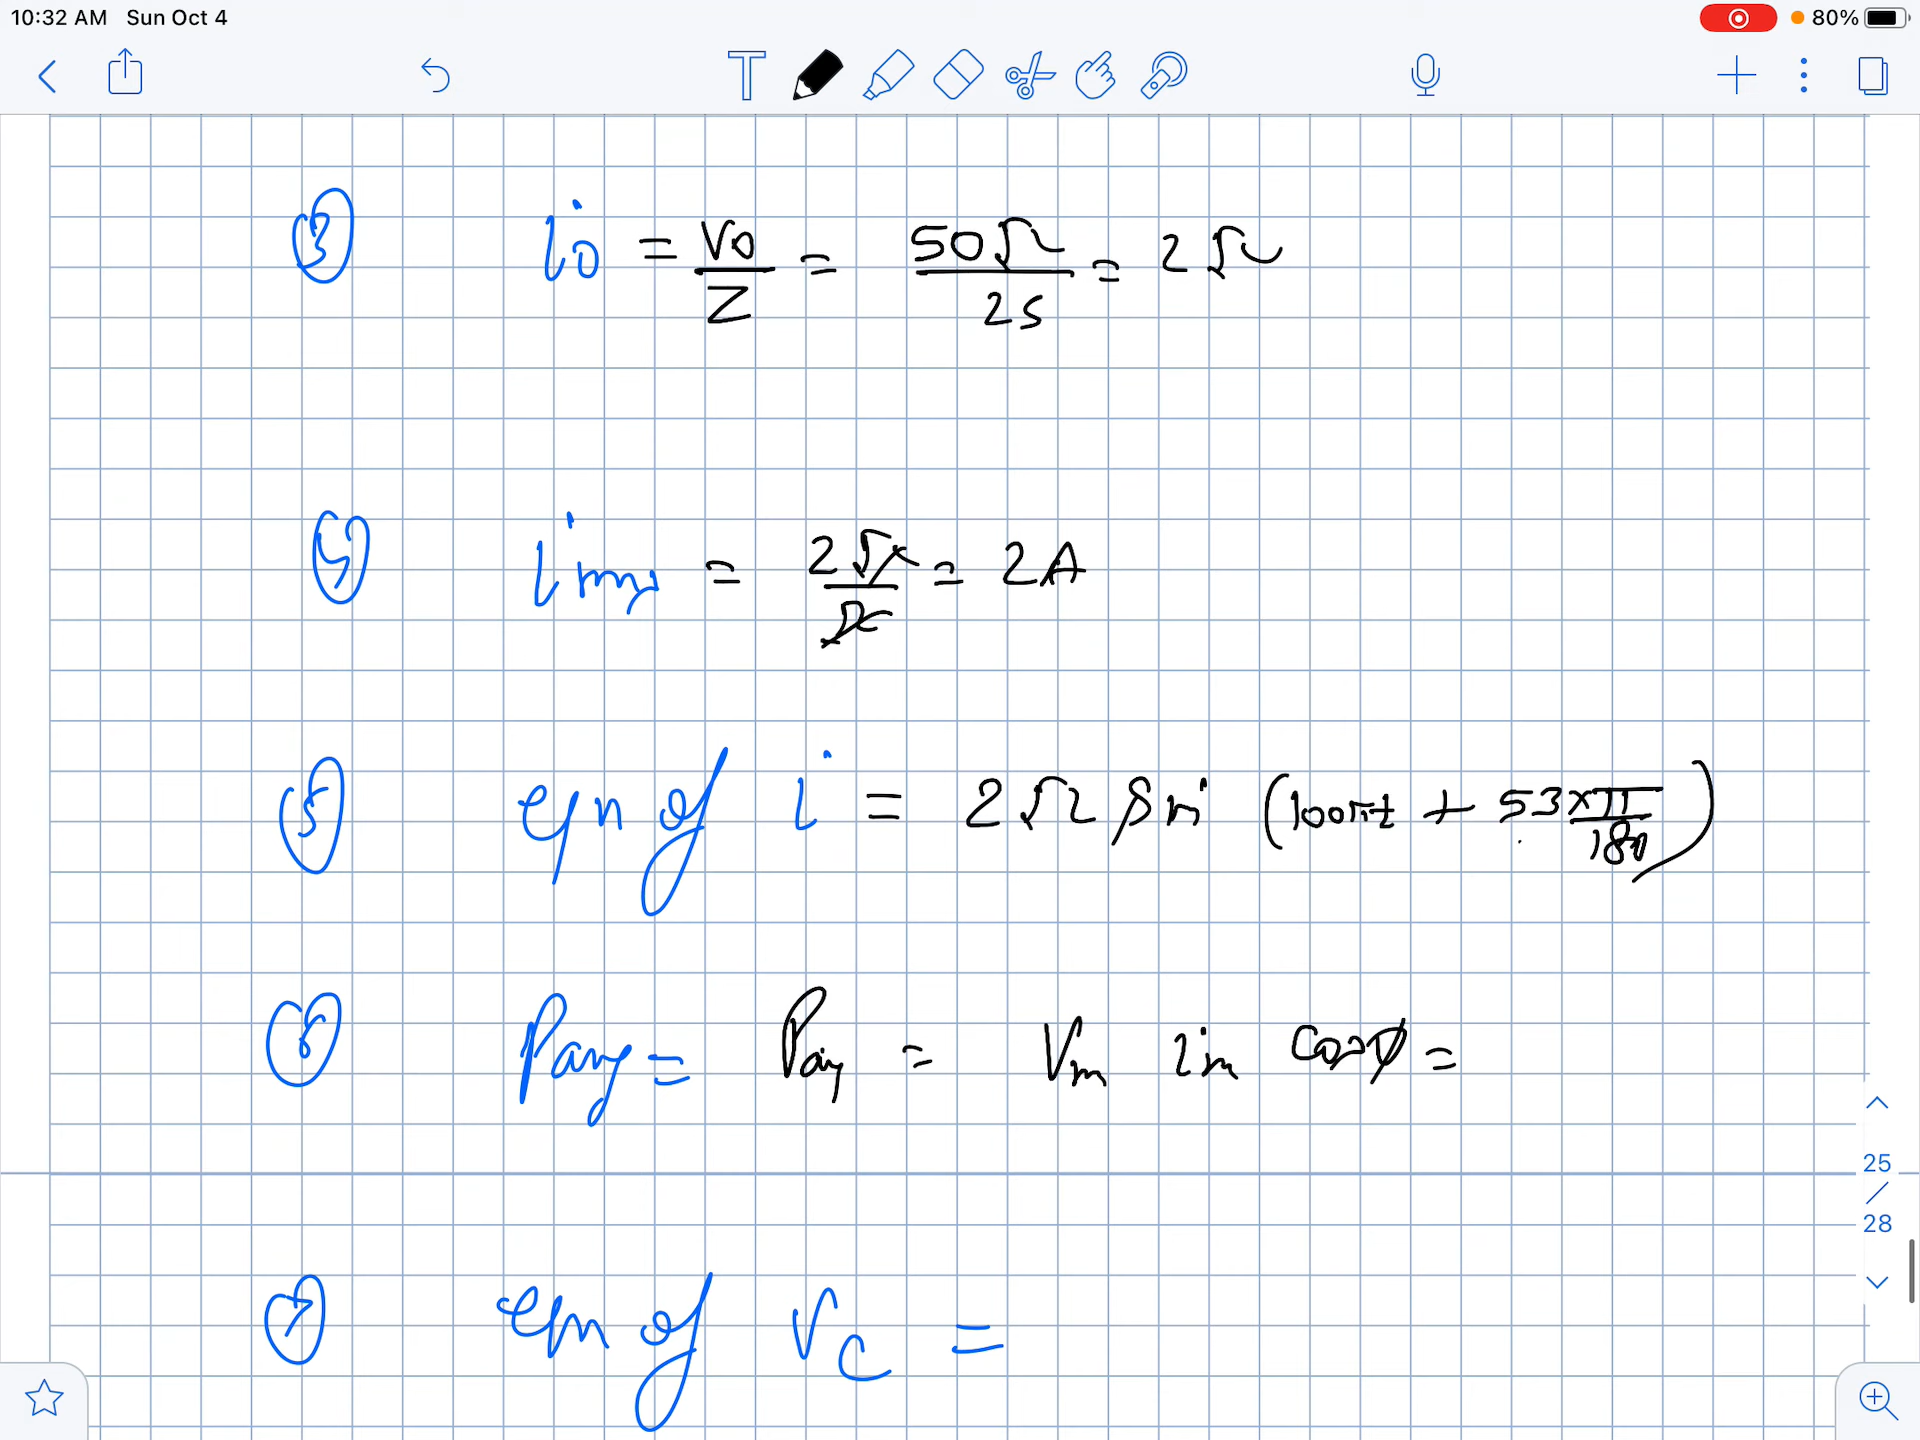 10:32 AM Sun Oct 4
80%
T
③ i₀ = V₀/Z = 50√2/25 = 2√2
④ i rms = 2√2/√2 = 2A
⑤ eqn of i = 2√2 sin (100πt + 53×π/180)
⑥ Pavg = Pav = Vm im cosφ =
25
/
28
⑦ eqn of Vc =